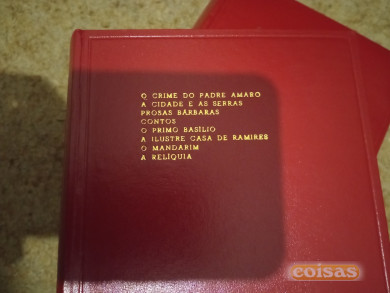 O CRIME DO PADRE AMARO
A CIDADE E AS SERRAS
PROSAS BÁRBARAS
CONTOS
O PRIMO BASÍLIO
A ILUSTRE CASA DE RAMIRES
O MANDARIM
A RELÍQUIA
coisas